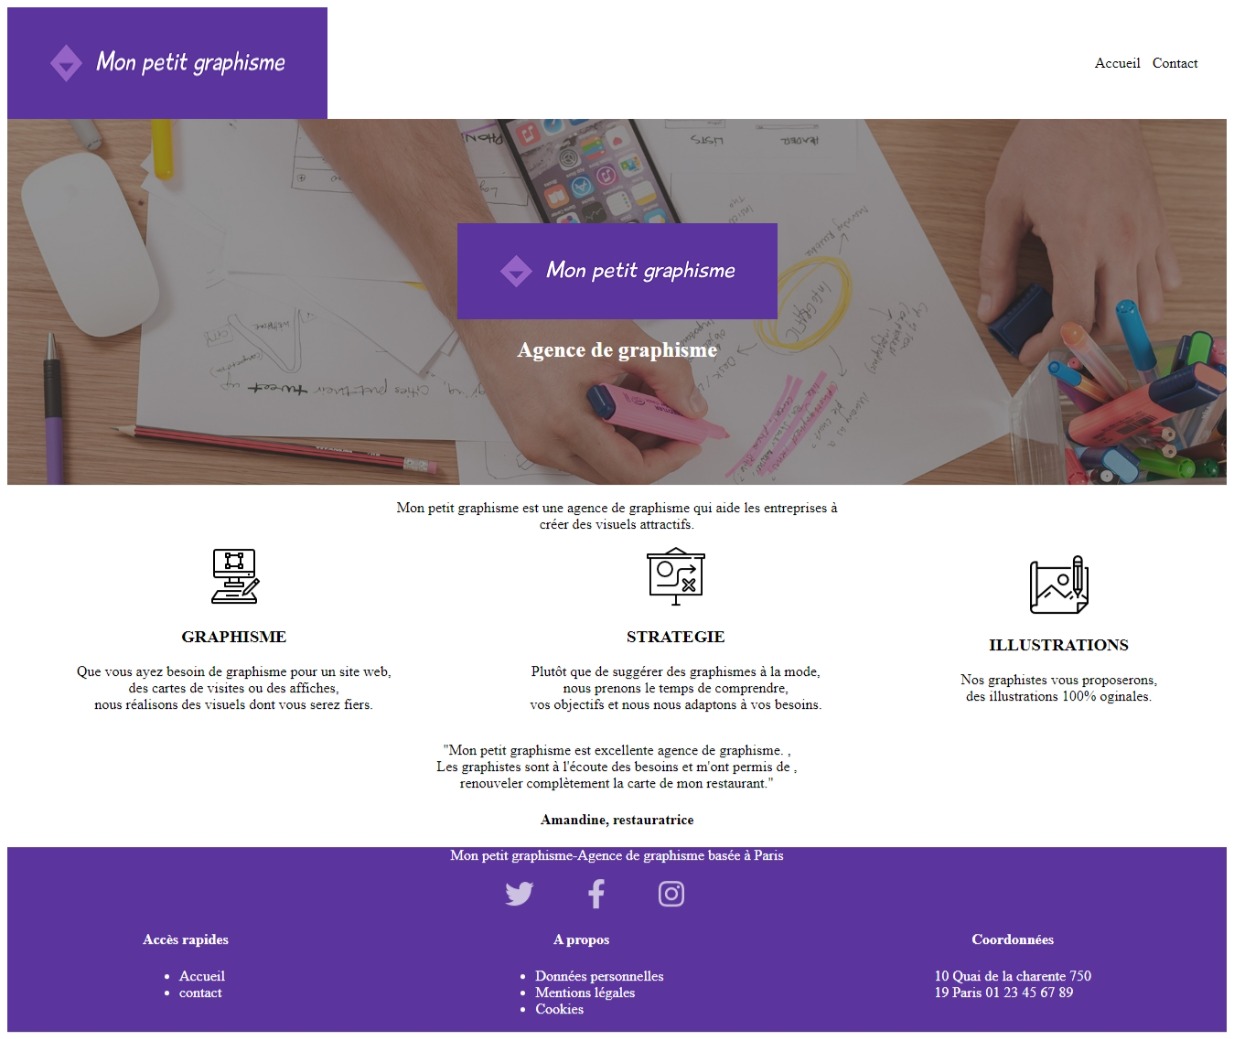 Mon petit graphisme
Accueil Contact
PHON
LISTS
HEADER
Mon petit graphisme
Agence de graphisme
Mon petit graphisme est une agence de graphisme qui aide les entreprises à
créer des visuels attractifs.
GRAPHISME
Que vous ayez besoin de graphisme pour un site web,
des cartes de visites ou des affiches,
nous réalisons des visuels dont vous serez fiers.
STRATEGIE
Plutôt que de suggérer des graphismes à la mode,
nous prenons le temps de comprendre,
vos objectifs et nous nous adaptons à vos besoins.
ILLUSTRATIONS
Nos graphistes vous proposerons,
des illustrations 100% oginales.
"Mon petit graphisme est excellente agence de graphisme. ,
Les graphistes sont à l'écoute des besoins et m'ont permis de ,
renouveler complètement la carte de mon restaurant."
Amandine, restauratrice
Mon petit graphisme-Agence de graphisme basée à Paris
Accès rapides
• Accueil
• contact
A propos
• Données personnelles
• Mentions légales
• Cookies
Coordonnées
10 Quai de la charente 750
19 Paris 01 23 45 67 89